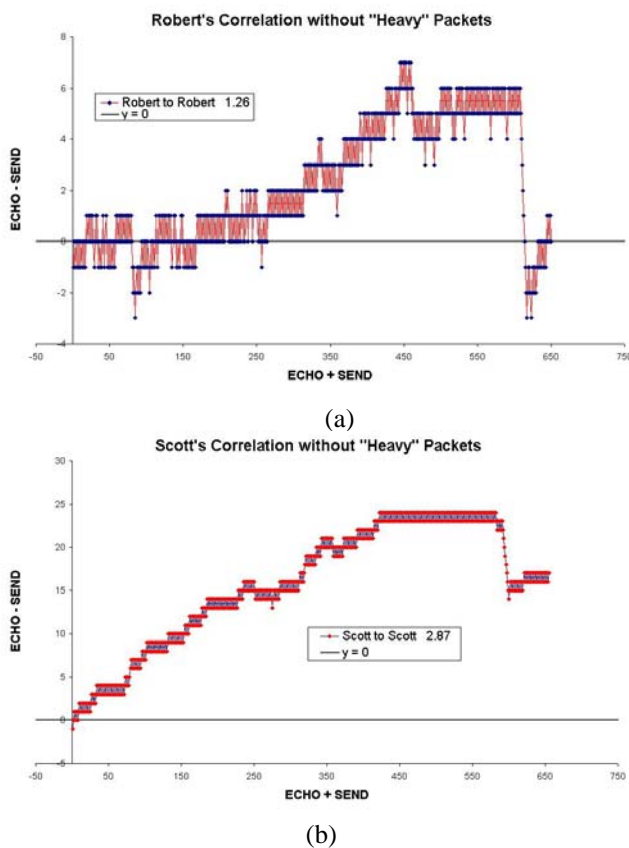 Robert's Correlation without "Heavy" Packets
8
6
4
2
0
-2
-4
ECHO - SEND
Robert to Robert 1.26
y = 0
-50 50 150 250 350 450 550 650 750
ECHO + SEND
(a)
Scott's Correlation without "Heavy" Packets
30
25
20
15
10
5
0
-5
ECHO - SEND
Scott to Scott 2.87
y = 0
-50 50 150 250 350 450 550 650 750
ECHO + SEND
(b)